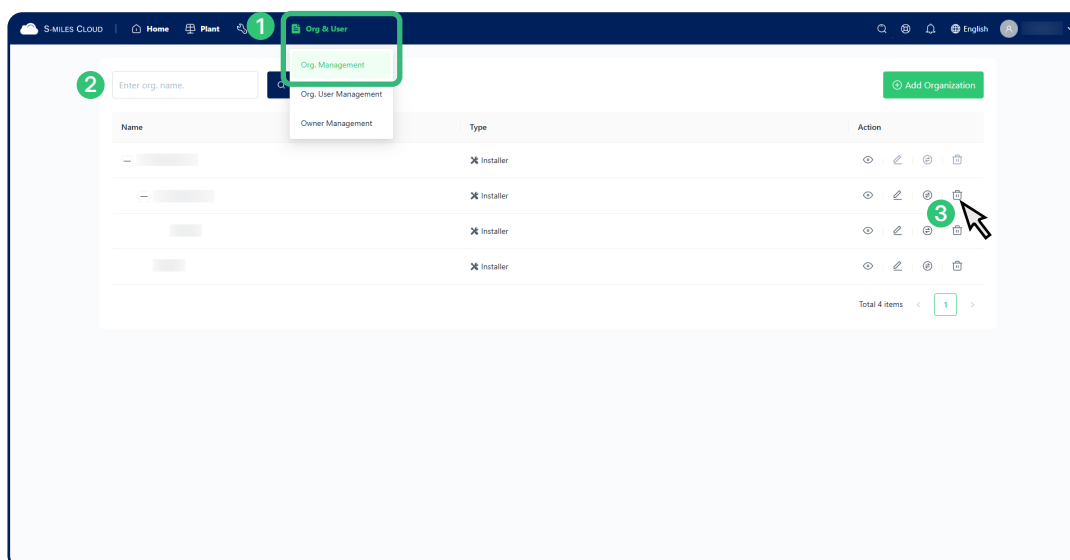 S-MILES CLOUD Home Plant 1 Org & User English A
Org. Management
2 Enter org. name. Add Organization
Org. User Management
Owner Management
Name Type Action
Installer
Installer
3
Installer
Installer
Total 4 items < 1 >